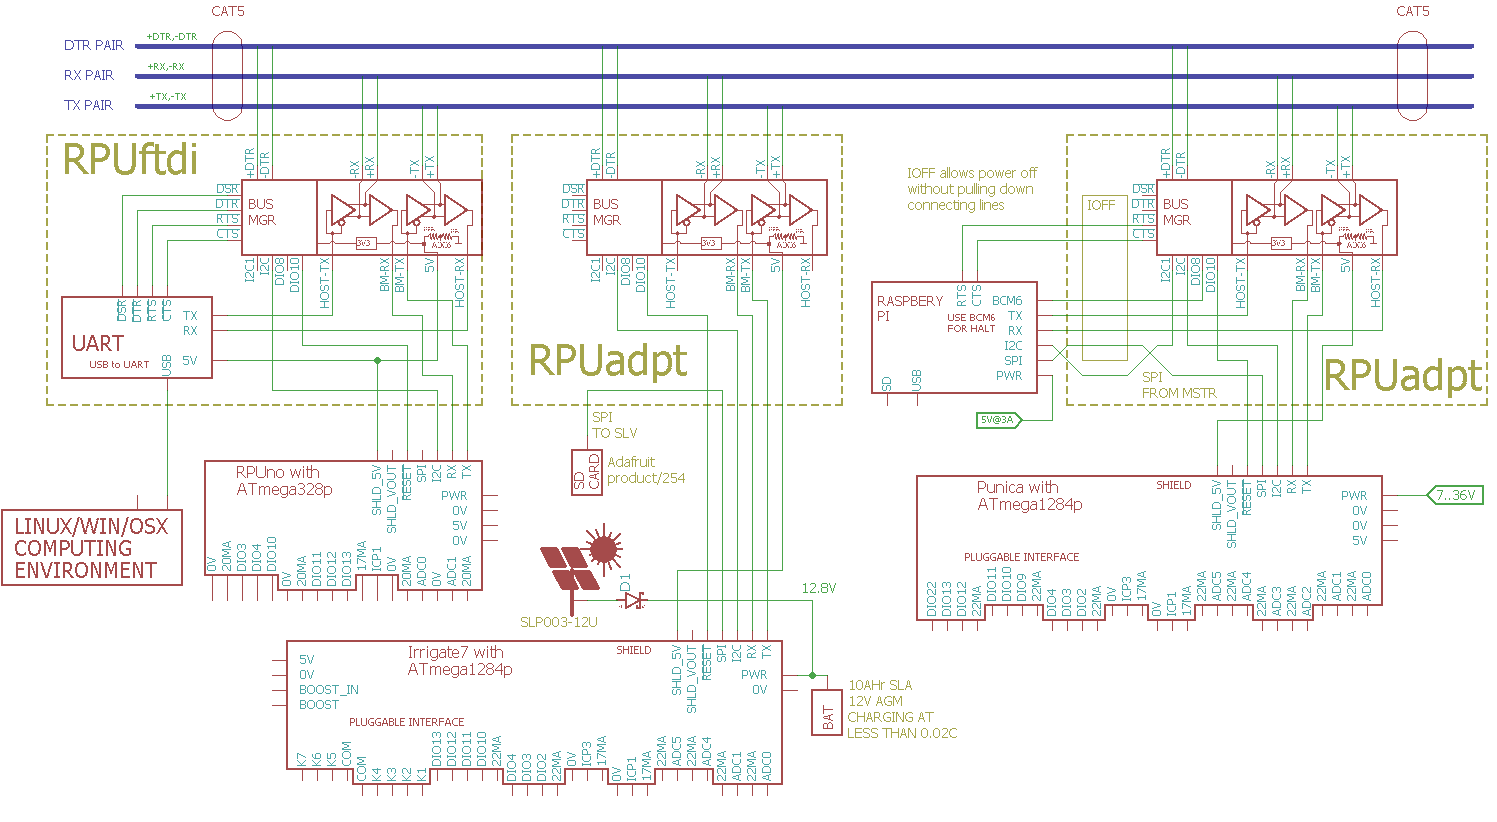 CAT5
CAT5
DTR PAIR
+DTR,-DTR
RX PAIR
+RX,-RX
TX PAIR
+TX,-TX
RPUftdi
+DTR
-DTR
-RX
+RX
-TX
+TX
DSR
DTR
RTS
CTS
BUS
MGR
3V3
ADC6
I2C1
I2C
DIO8
DIO10
HOST-TX
BM-RX
BM-TX
5V
HOST-RX
DSR
DTR
RTS
CTS
TX
RX
5V
USB
UART
USB to UART
+DTR
-DTR
-RX
+RX
-TX
+TX
DSR
DTR
RTS
CTS
BUS
MGR
3V3
ADC6
I2C1
I2C
DIO8
DIO10
HOST-TX
BM-RX
BM-TX
5V
HOST-RX
RPUadpt
IOFF allows power off
without pulling down
connecting lines
+DTR
-DTR
-RX
+RX
-TX
+TX
DSR
DTR
RTS
CTS
IOFF
BUS
MGR
3V3
ADC6
I2C1
I2C
DIO8
DIO10
HOST-TX
BM-RX
BM-TX
5V
HOST-RX
RPUadpt
RASPBERY
PI
RTS
CTS
USE BCM6
FOR HALT
BCM6
TX
RX
I2C
SPI
PWR
SD
USB
5V@3A
SPI
FROM MSTR
SPI
TO SLV
SD
CARD
Adafruit
product/254
RPUno with
ATmega328p
SHLD_5V
SHLD_VOUT
RESET
SPI
I2C
RX
TX
PWR
0V
5V
0V
0V
20MA
DIO3
DIO4
DIO10
0V
20MA
DIO11
DIO12
DIO13
17MA
ICP1
0V
20MA
ADC0
0V
ADC1
20MA
LINUX/WIN/OSX
COMPUTING
ENVIRONMENT
Punica with
ATmega1284p
SHIELD
SHLD_5V
SHLD_VOUT
RESET
SPI
I2C
RX
TX
PWR
0V
0V
5V
7..36V
PLUGGABLE INTERFACE
DIO22
DIO13
DIO12
22MA
DIO11
DIO10
DIO9
22MA
DIO4
DIO3
DIO2
22MA
0V
ICP3
17MA
0V
ICP1
17MA
ADC5
22MA
ADC4
22MA
ADC3
22MA
ADC2
22MA
ADC1
22MA
ADC0
D1
SLP003-12U
12.8V
Irrigate7 with
ATmega1284p
SHIELD
SHLD_5V
SHLD_VOUT
RESET
SPI
I2C
RX
TX
PWR
0V
5V
0V
BOOST_IN
BOOST
PLUGGABLE INTERFACE
BAT
10AHr SLA
12V AGM
CHARGING AT
LESS THAN 0.02C
K7
K6
K5
COM
COM
K4
K3
K2
K1
DIO13
DIO12
DIO11
DIO10
22MA
DIO4
DIO3
DIO2
22MA
0V
ICP3
17MA
0V
ICP1
17MA
22MA
ADC5
22MA
ADC4
22MA
ADC1
22MA
ADC0